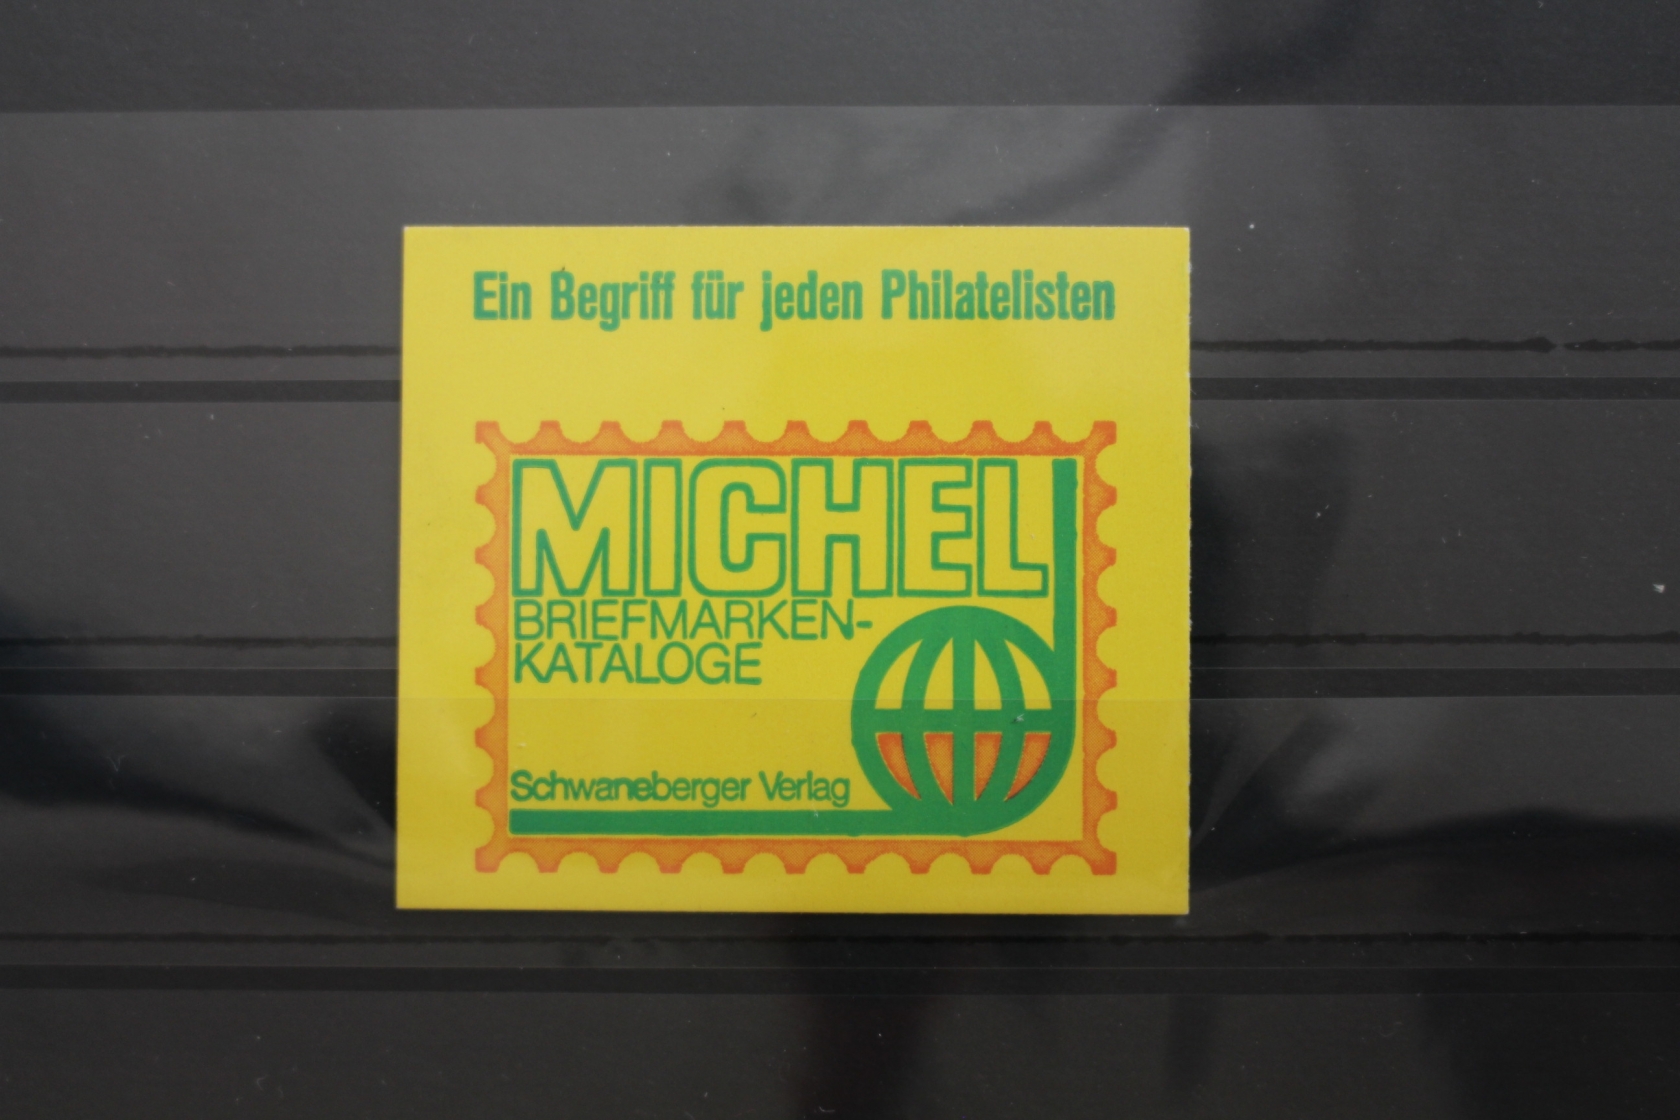 Ein Begriff für jeden Philatelisten
MICHEL
BRIEFMARKEN-
KATALOGE
Schwaneberger Verlag